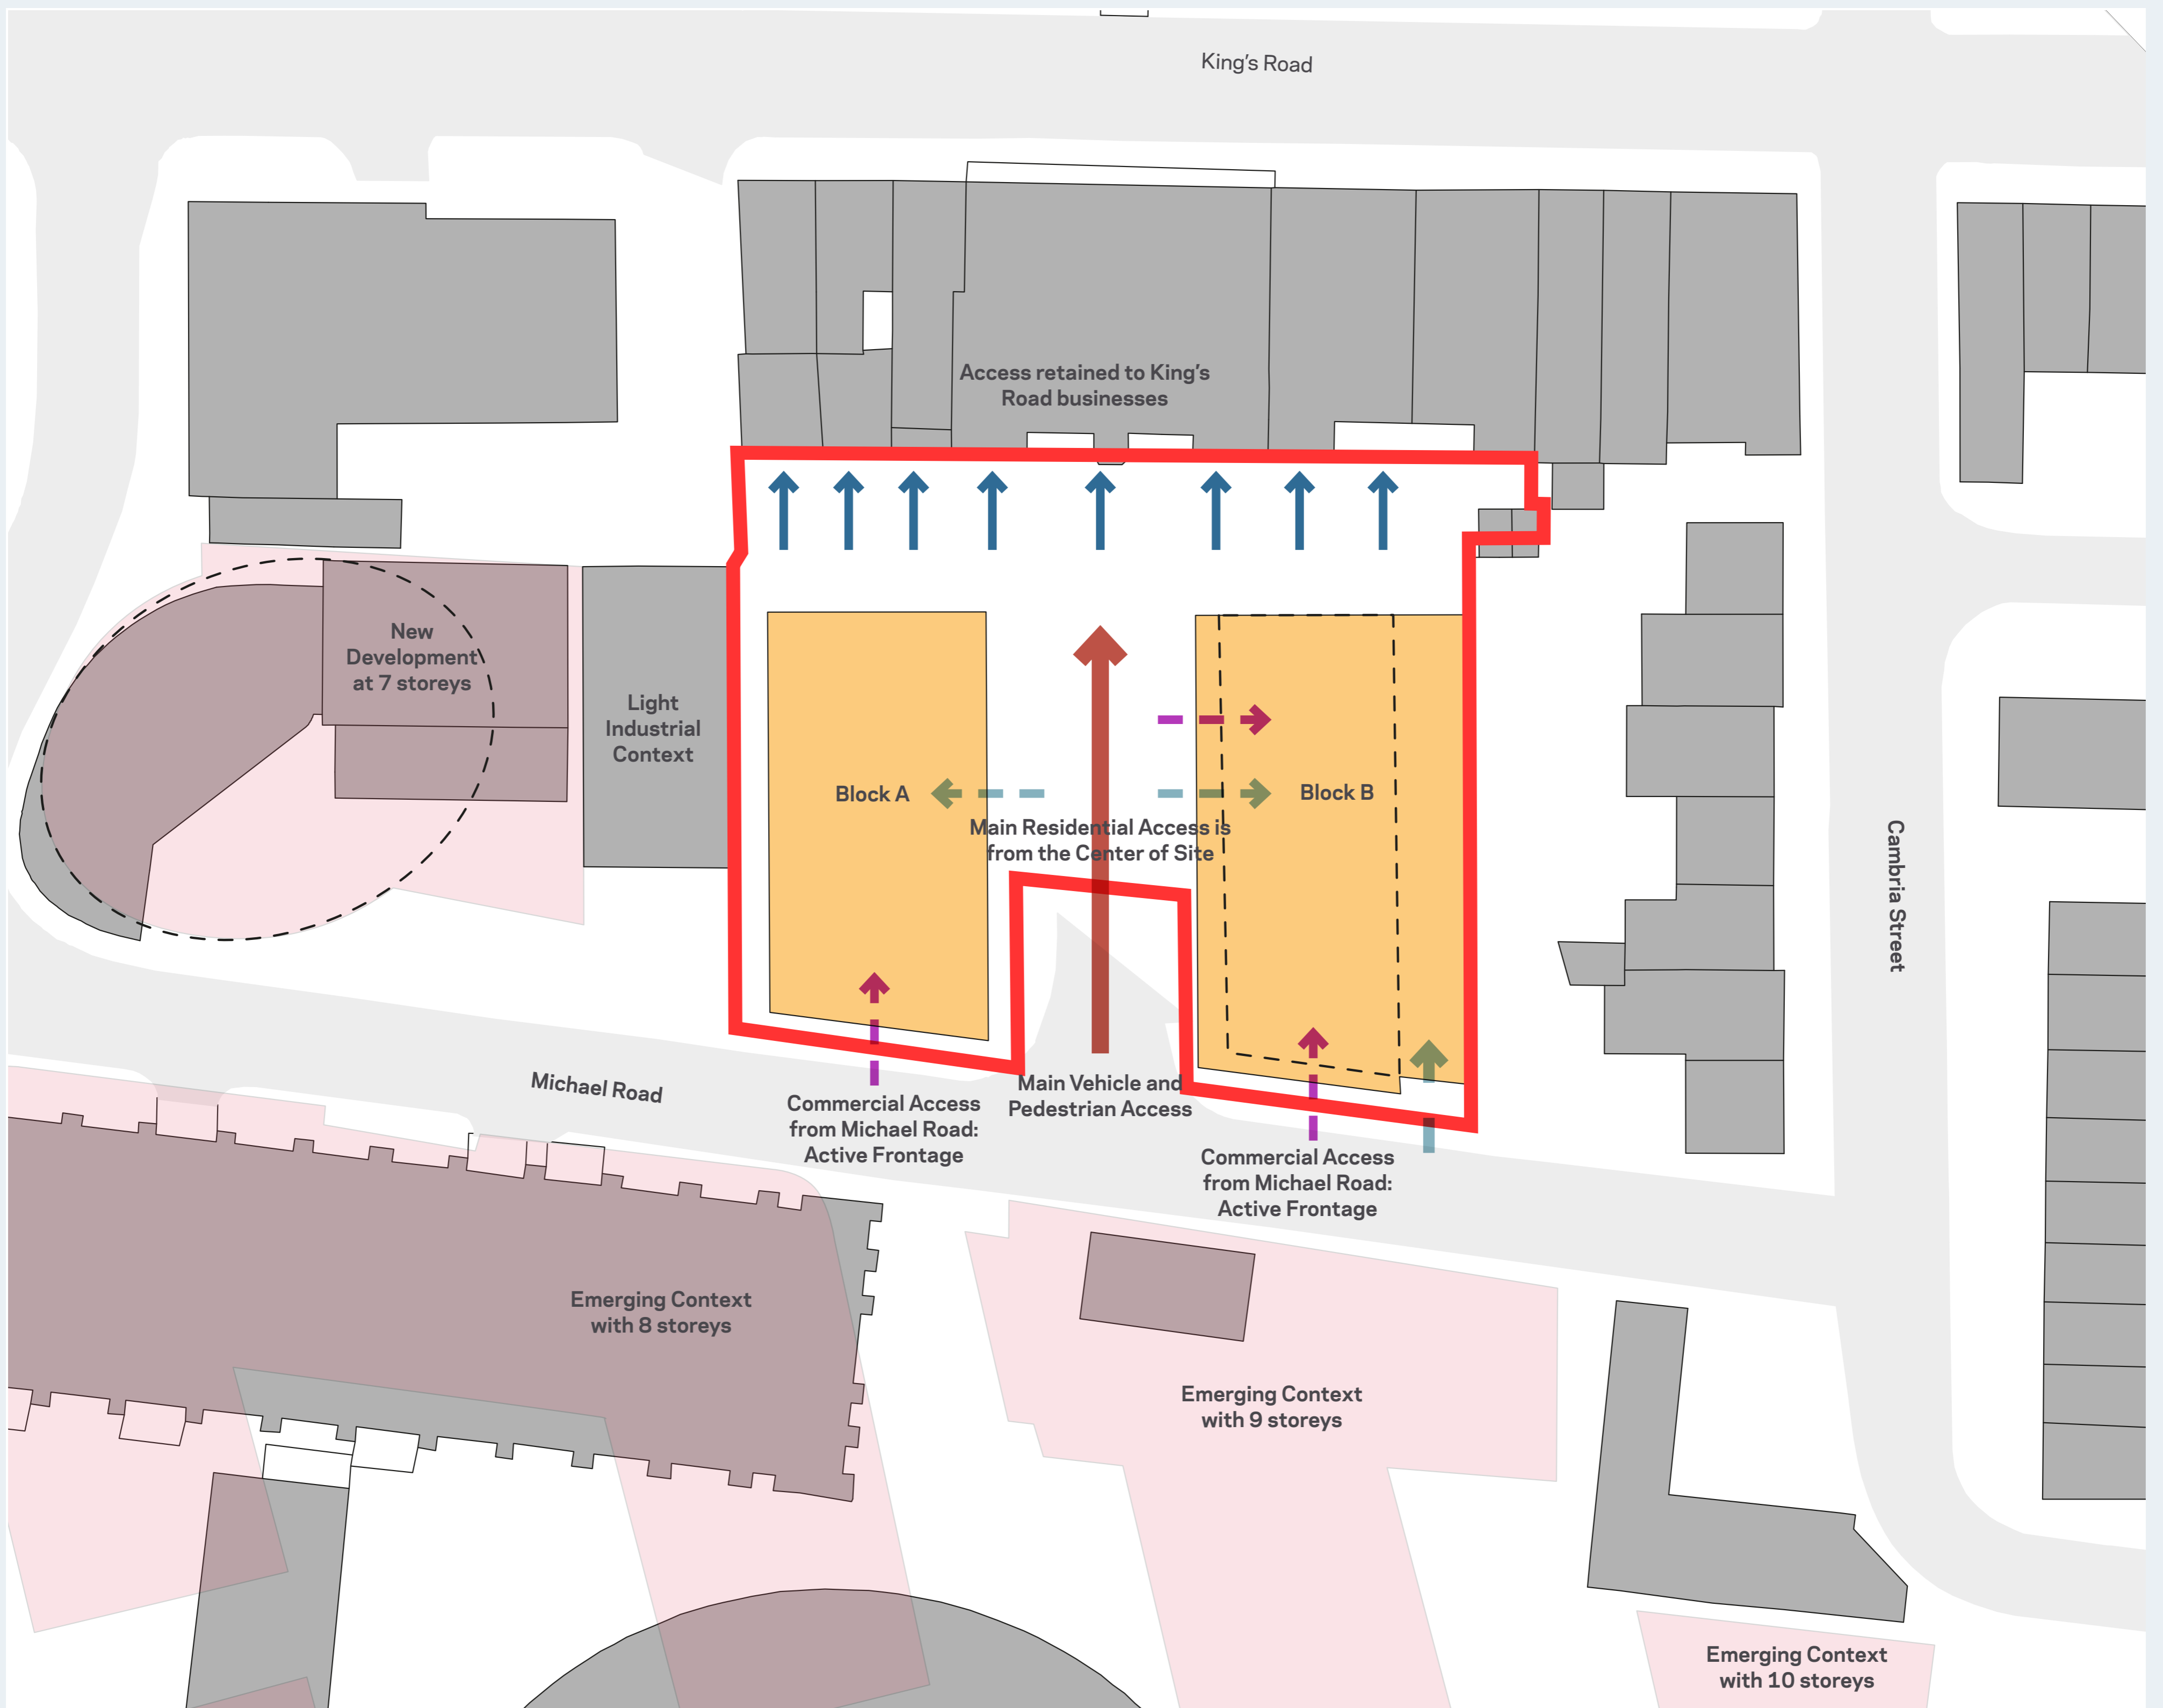 King's Road
Access retained to King's
Road businesses
New
Development
at 7 storeys
Light
Industrial
Context
Block A
Block B
Main Residential Access is
from the Center of Site
Cambria Street
Michael Road
Main Vehicle and
Pedestrian Access
Commercial Access
from Michael Road:
Active Frontage
Commercial Access
from Michael Road:
Active Frontage
Emerging Context
with 8 storeys
Emerging Context
with 9 storeys
Emerging Context
with 10 storeys